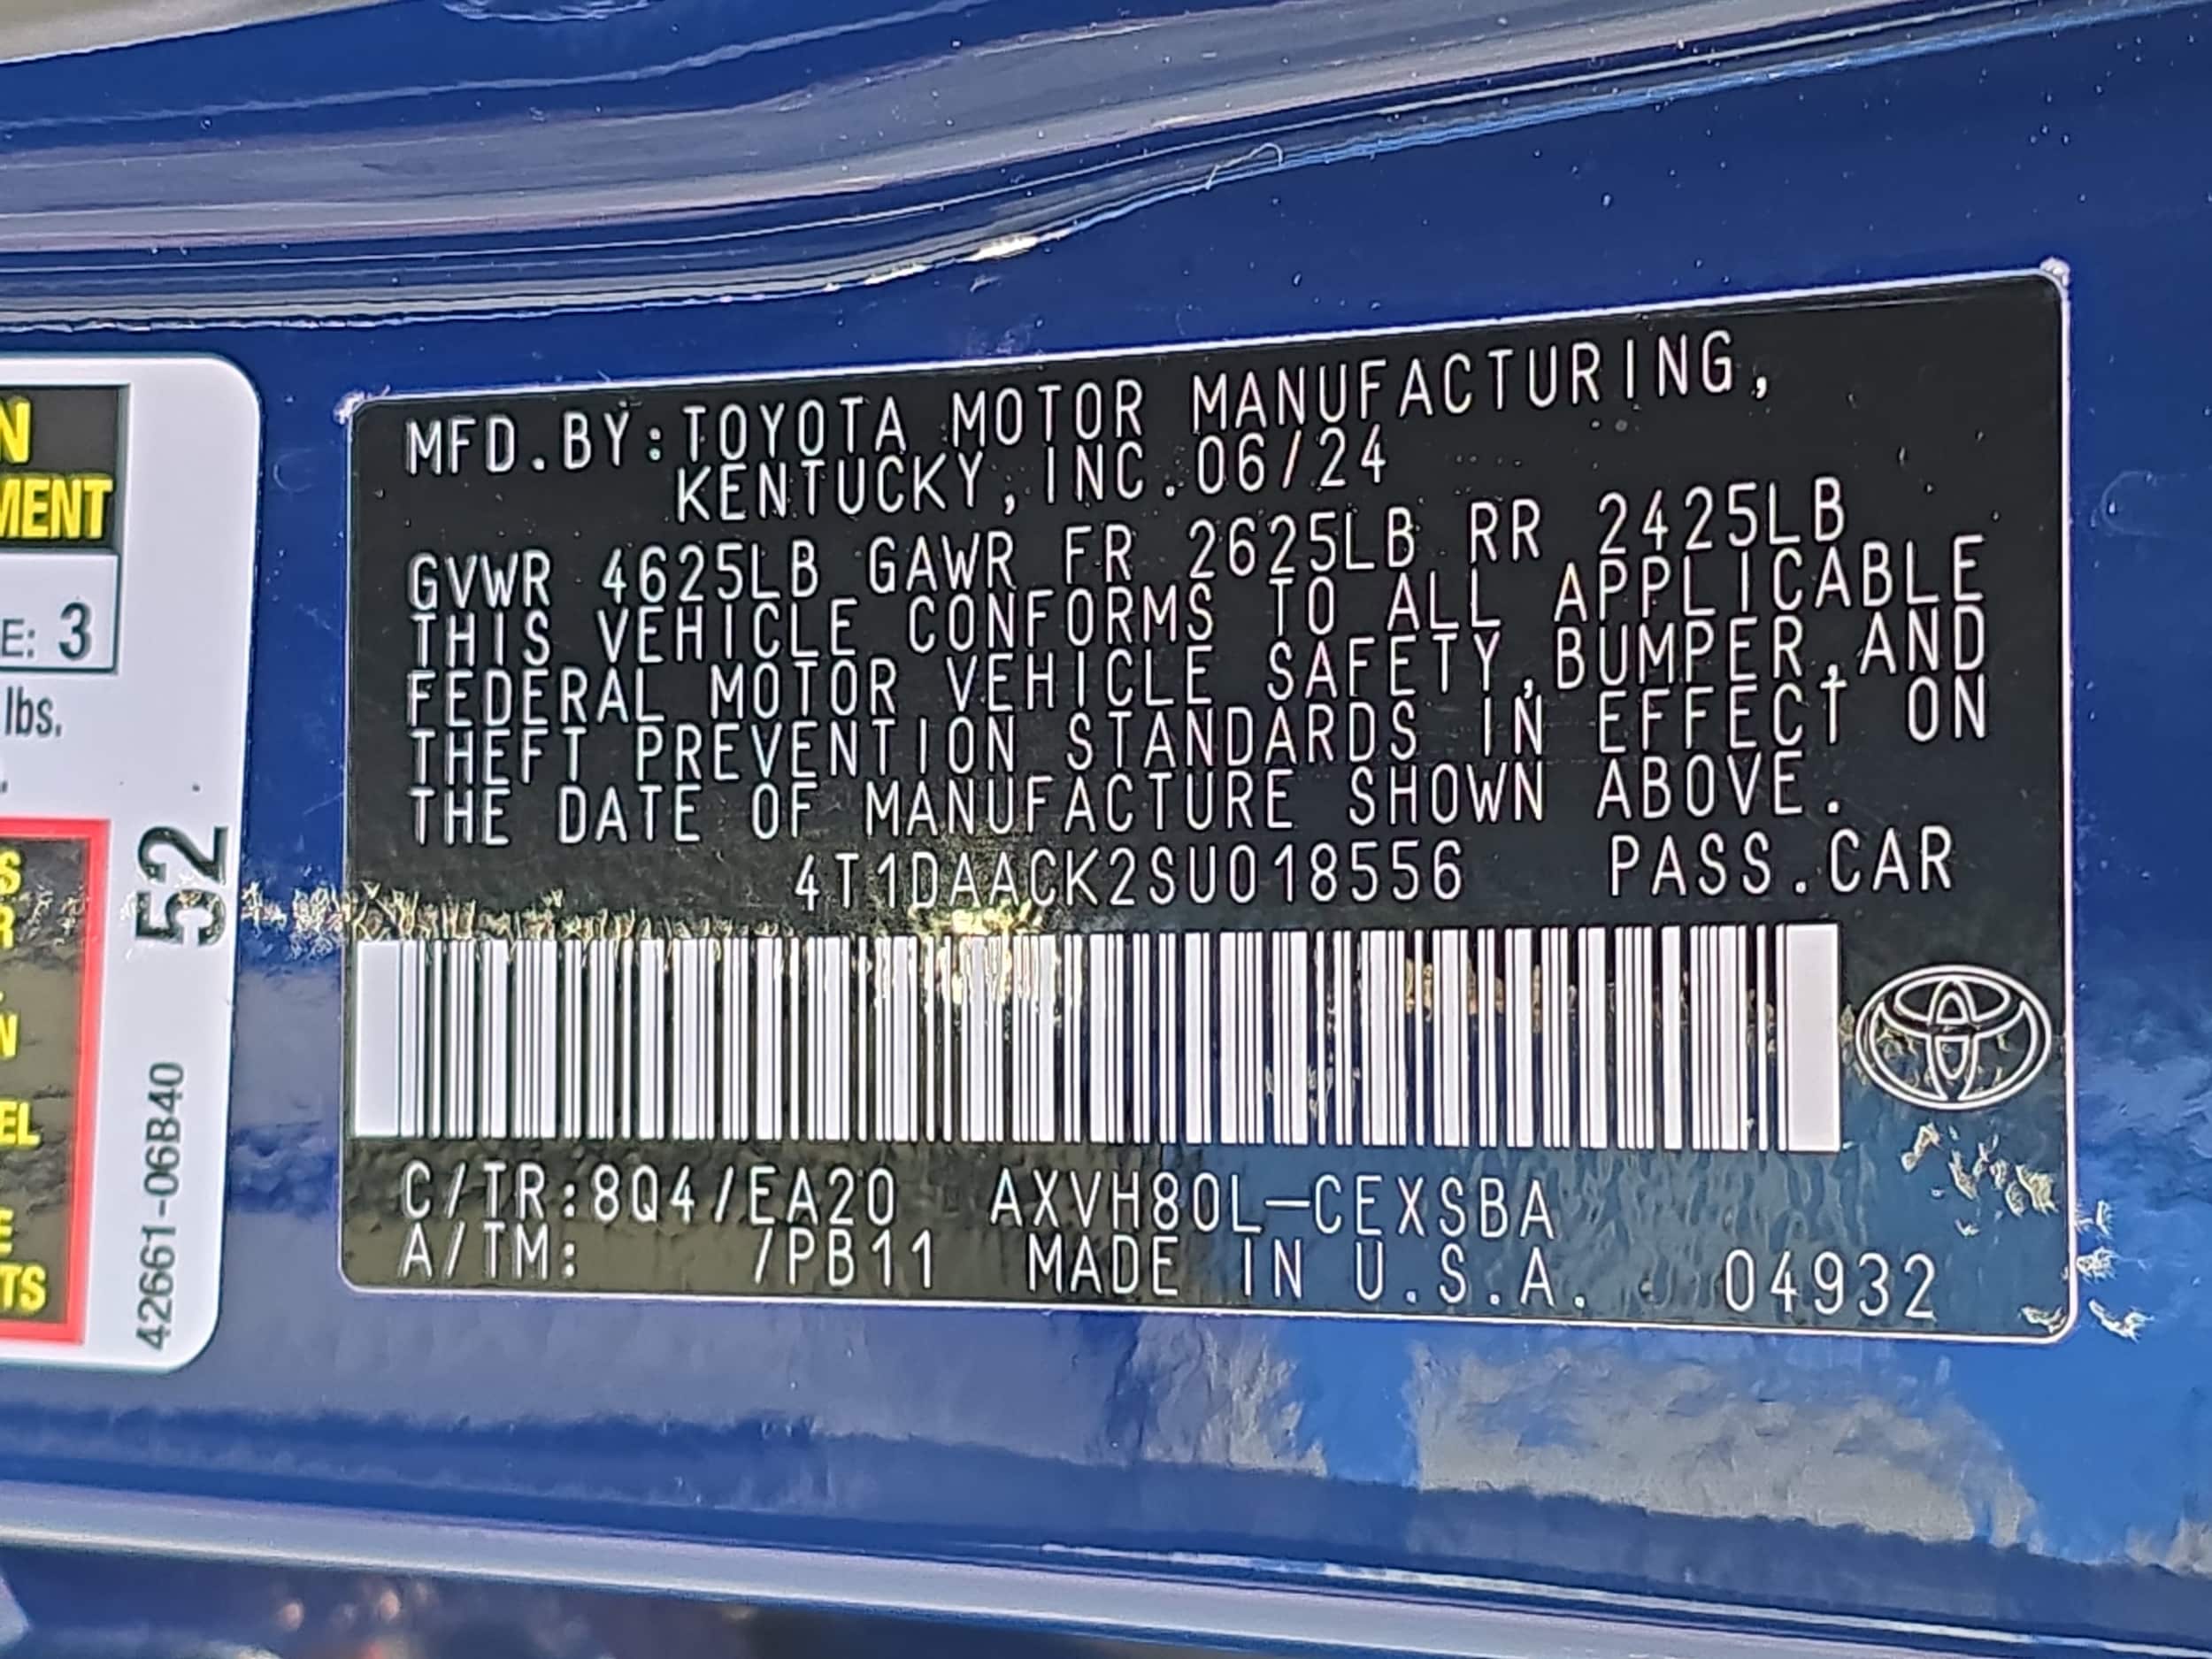 MFD.BY:TOYOTA MOTOR MANUFACTURING,
KENTUCKY, INC.06/24
GVWR 4625LB GAWR FR 2625LB RR 2425LB
THIS VEHICLE CONFORMS TO ALL APPLICABLE
FEDERAL MOTOR VEHICLE SAFETY,BUMPER,AND
THEFT PREVENTION STANDARDS IN EFFECT ON
THE DATE OF MANUFACTURE SHOWN ABOVE.
4T1DAACK2SU018556 PASS.CAR
C/TR:8Q4/EA20 AXVH80L-CEXSBA
A/TM: /PB11 MADE IN U.S.A. 04932
N
MENT
E: 3
lbs.
S
R
N
EL
E
TS
52
42661-06B40